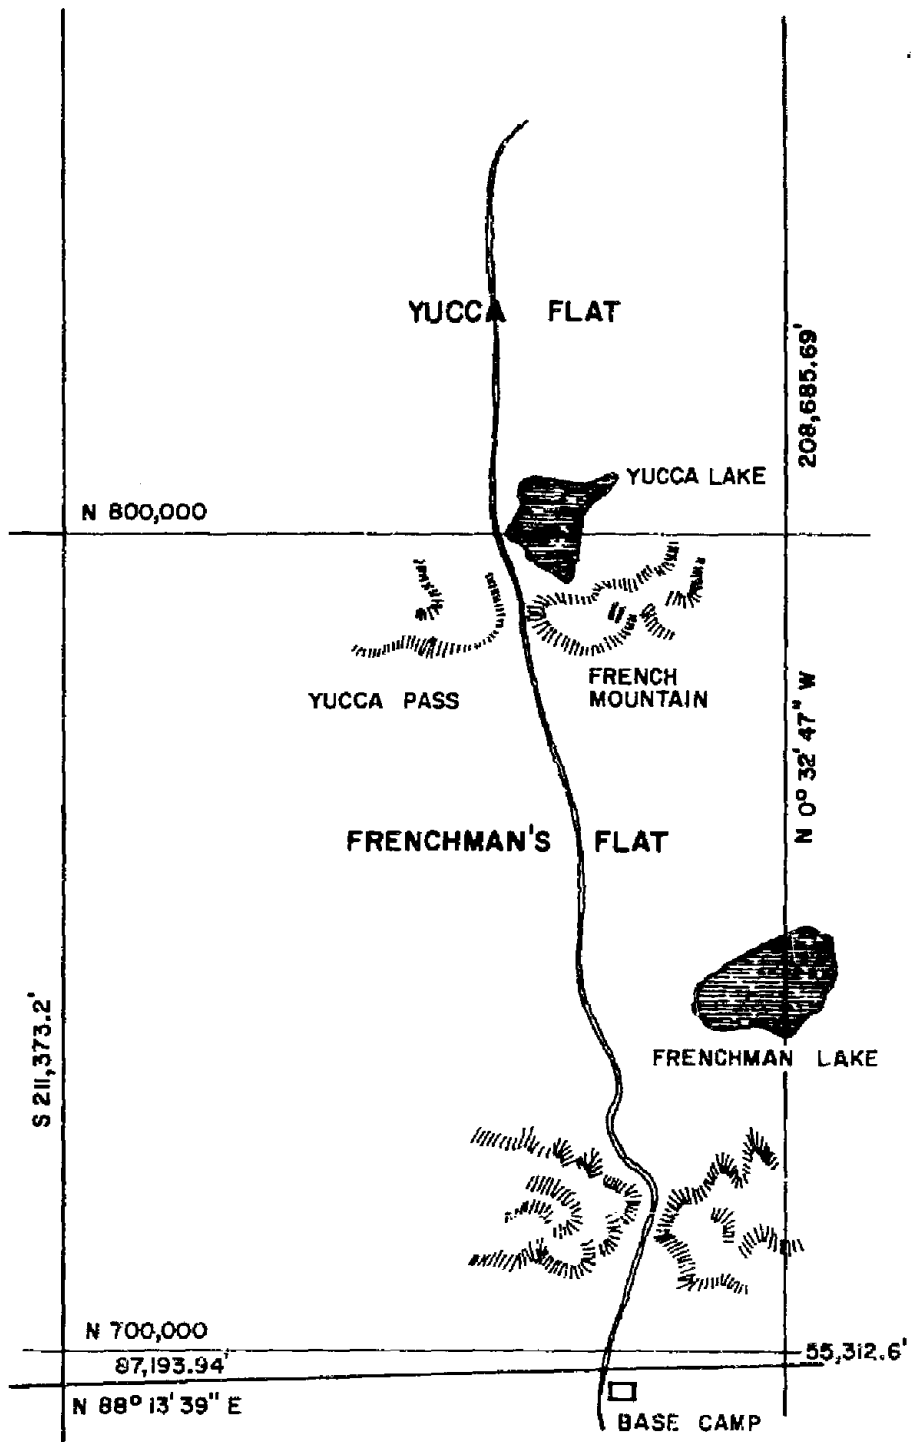 YUCCA FLAT
208,685.69'
YUCCA LAKE
N 800,000
FRENCH
MOUNTAIN
YUCCA PASS
N 0° 32' 47" W
FRENCHMAN'S FLAT
S 211,373.2'
FRENCHMAN LAKE
N 700,000
55,312.6'
87,193.94'
N 88° 13' 39" E
BASE CAMP